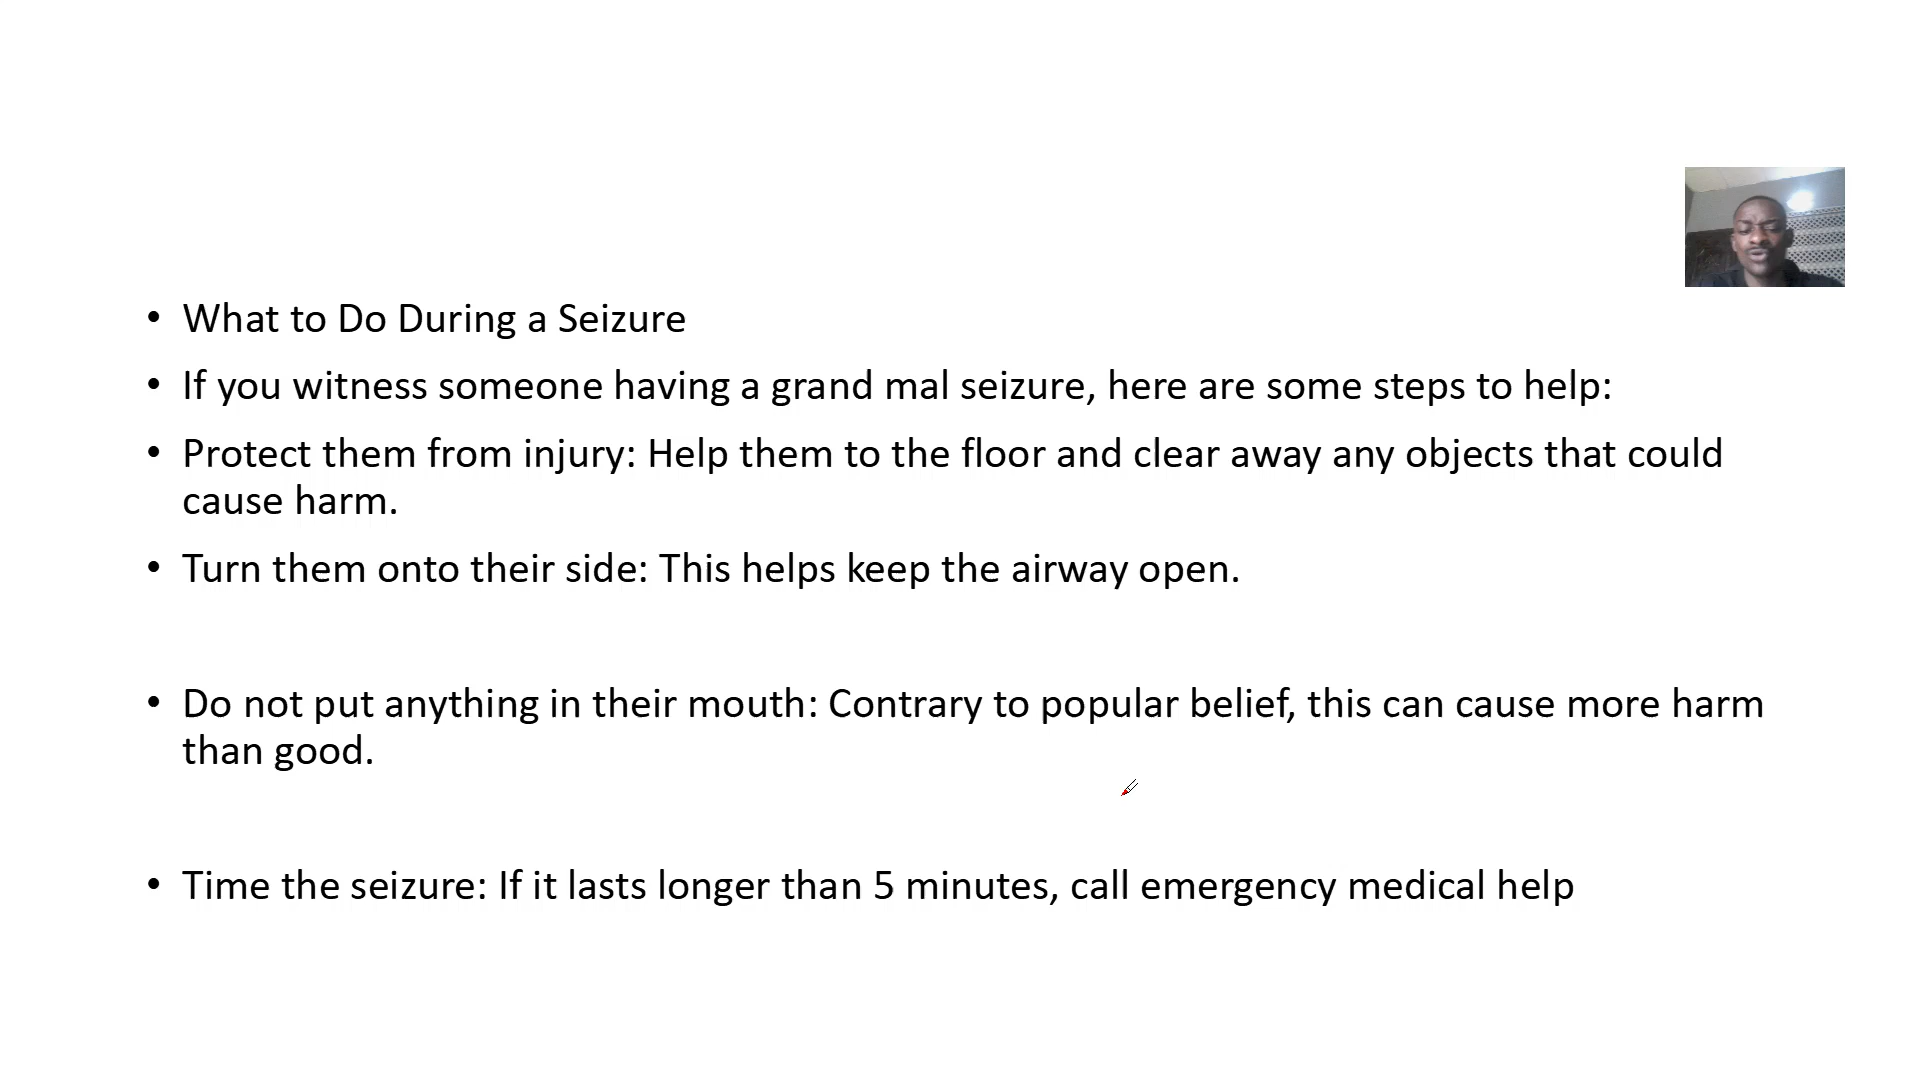 • What to Do During a Seizure
• If you witness someone having a grand mal seizure, here are some steps to help:
• Protect them from injury: Help them to the floor and clear away any objects that could
cause harm.
• Turn them onto their side: This helps keep the airway open.
• Do not put anything in their mouth: Contrary to popular belief, this can cause more harm
than good.
• Time the seizure: If it lasts longer than 5 minutes, call emergency medical help